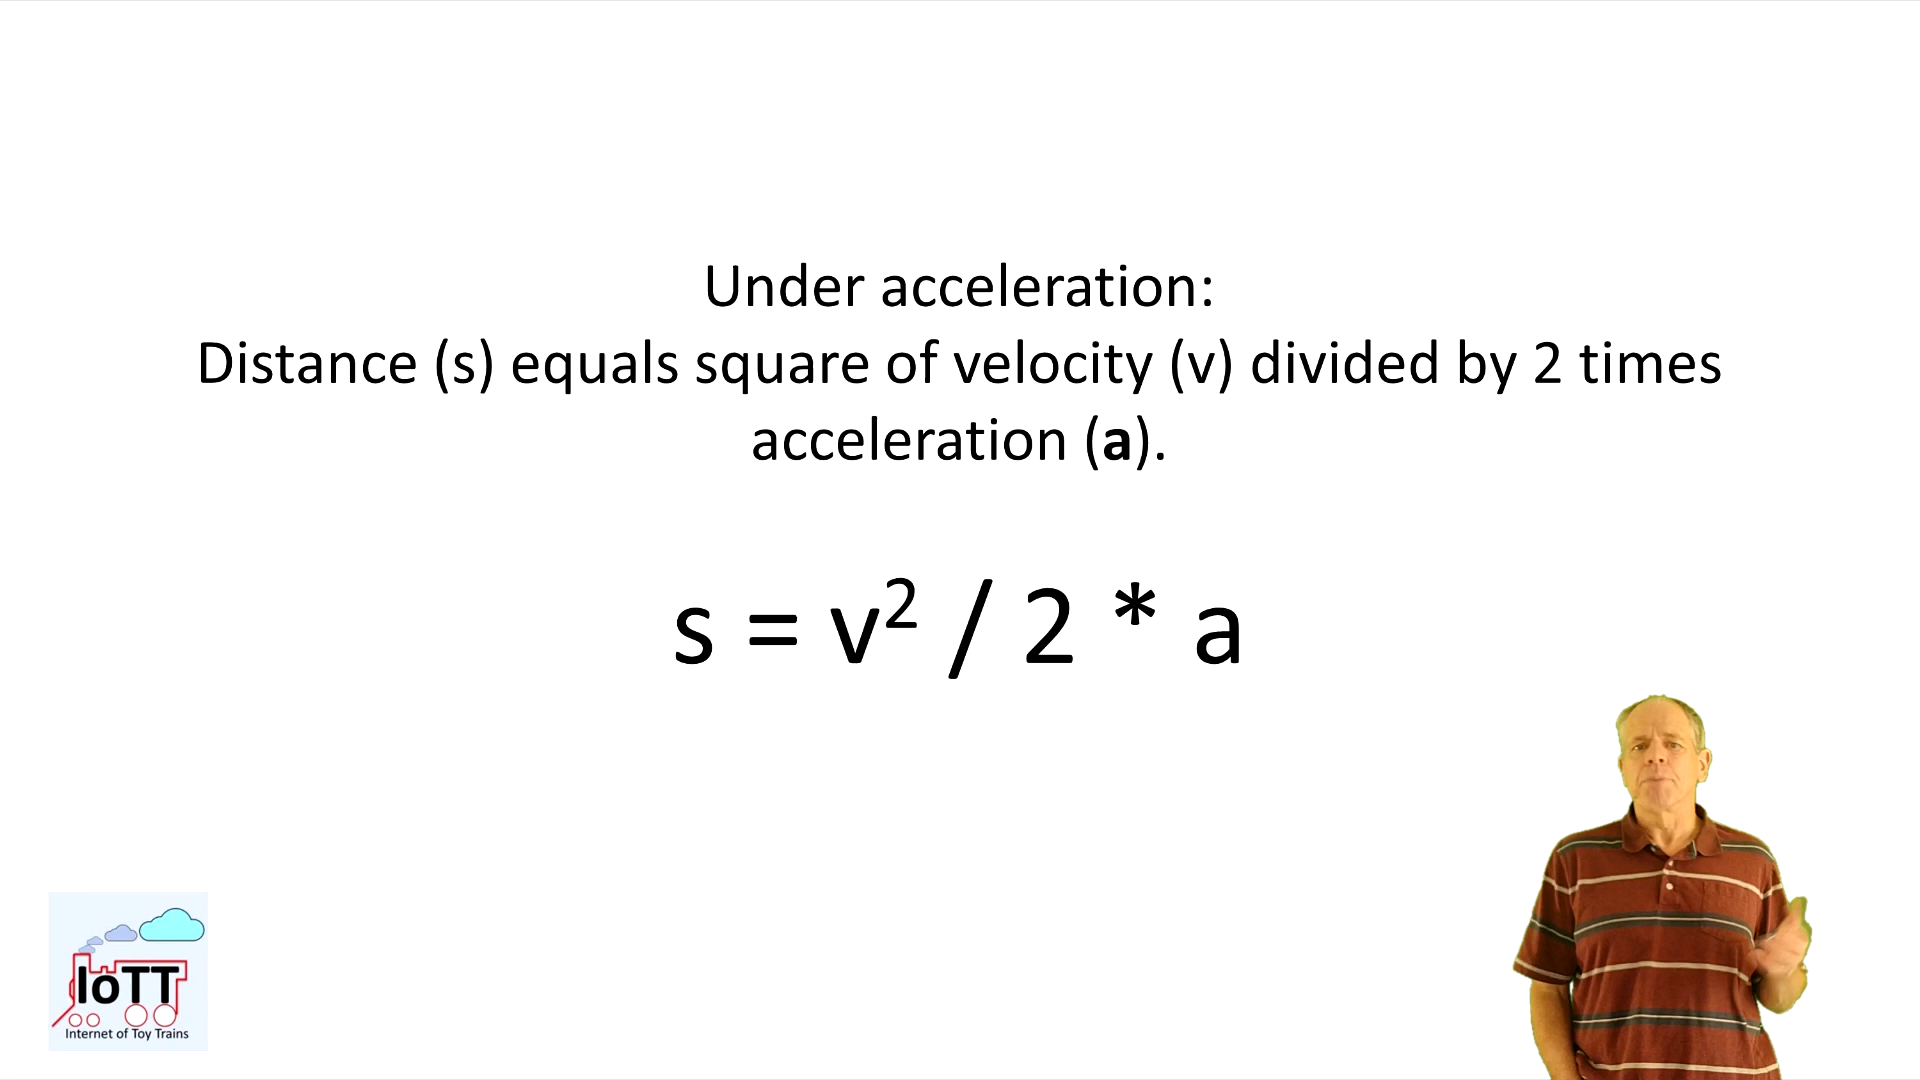 Under acceleration:
Distance (s) equals square of velocity (v) divided by 2 times
acceleration (a).
s = v² / 2 * a
IoTT
Internet of Toy Trains